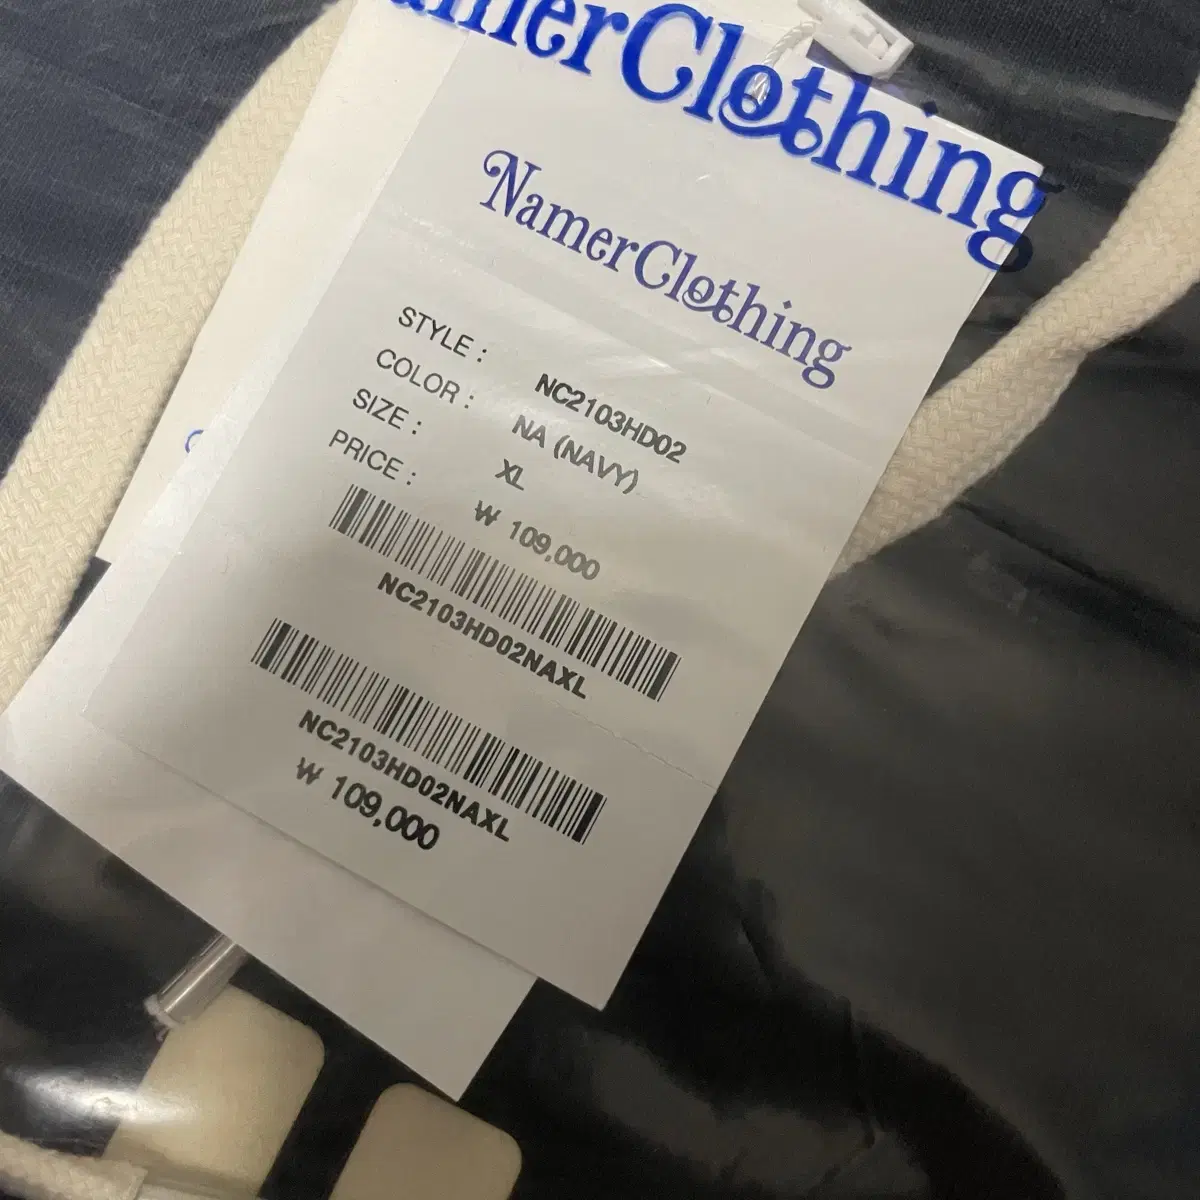 NamerClothing
NamerClothing
STYLE : NC2103HD02
COLOR : NA (NAVY)
SIZE : XL
PRICE : ₩ 109,000
NC2103HD02NAXL
NC2103HD02NAXL
₩ 109,000